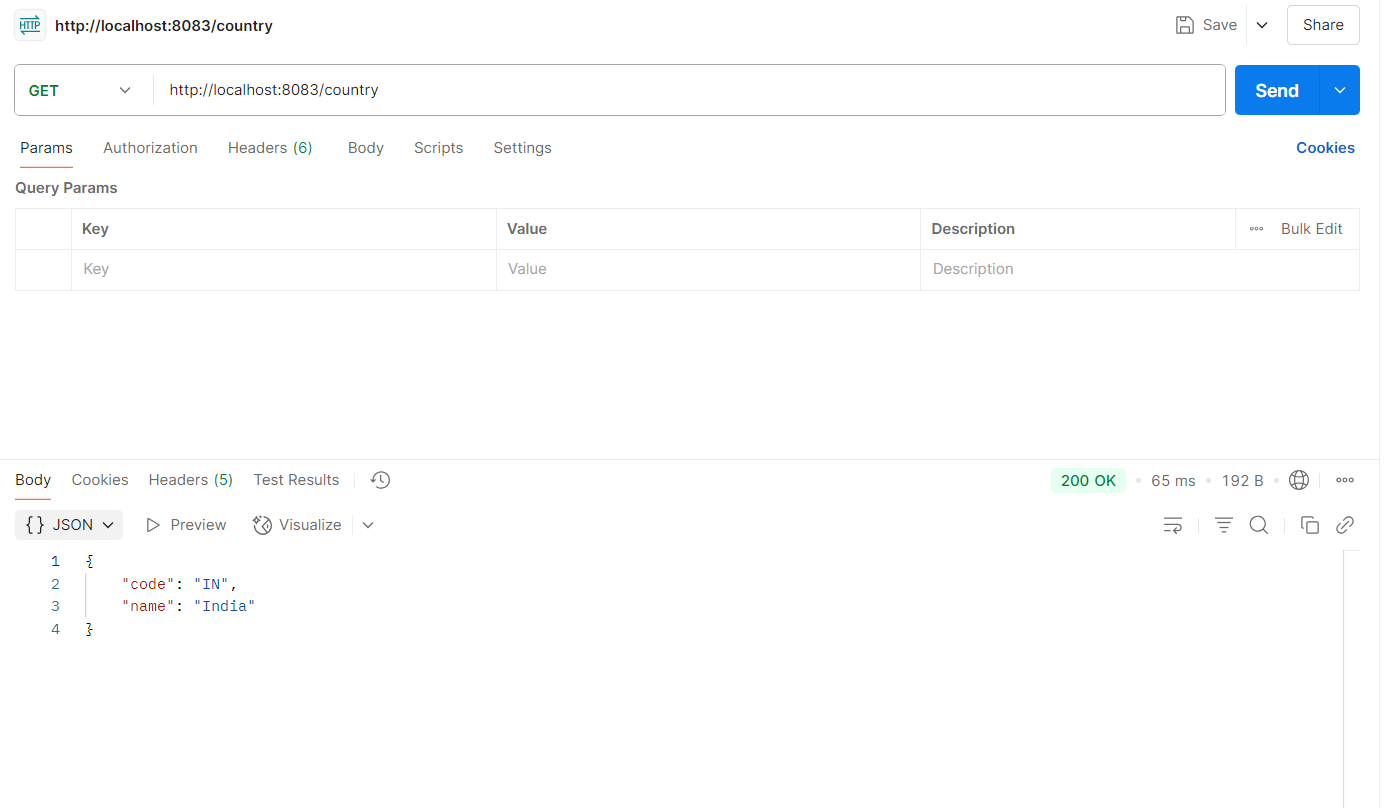 HTTP http://localhost:8083/country Save Share
GET http://localhost:8083/country Send
Params Authorization Headers (6) Body Scripts Settings Cookies
Query Params
Key Value Description Bulk Edit
Key Value Description
Body Cookies Headers (5) Test Results 200 OK 65 ms 192 B
{} JSON Preview Visualize
1 {
2 "code": "IN",
3 "name": "India"
4 }